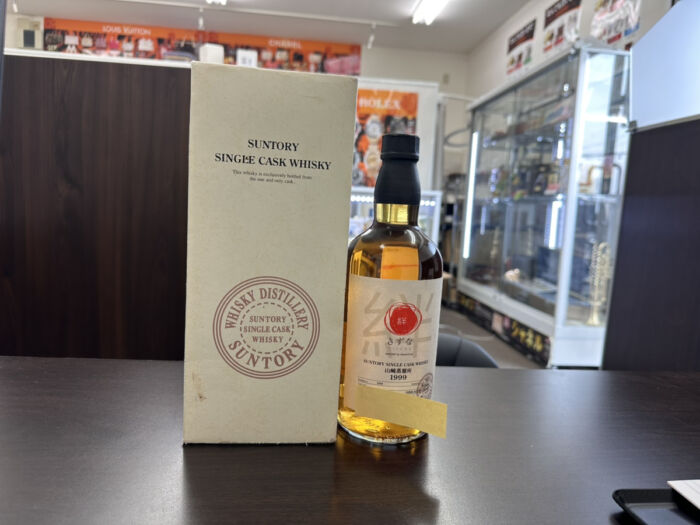 LOUIS VUITTON
CHANEL
ROLEX
SUNTORY
SINGLE CASK WHISKY
This whisky is exclusively bottled from
the one and only cask.
WHISKY DISTILLERY
SUNTORY
SINGLE CASK
WHISKY
SUNTORY
絆
きずな
SUNTORY SINGLE CASK WHISKY
山崎蒸溜所
1999